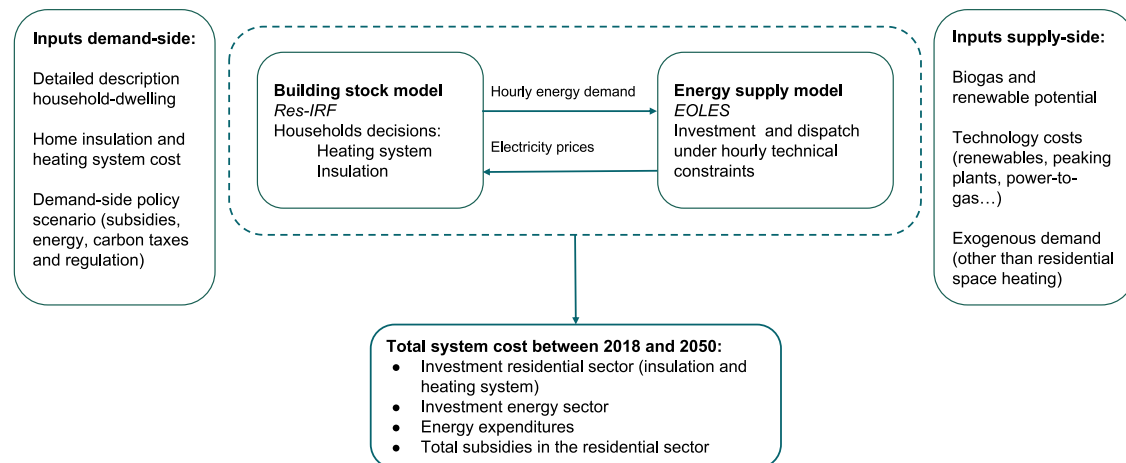 Inputs demand-side:
Detailed description
household-dwelling
Home insulation and
heating system cost
Demand-side policy
scenario (subsidies,
energy, carbon taxes
and regulation)
Building stock model
Res-IRF
Households decisions:
Heating system
Insulation
Hourly energy demand
Electricity prices
Energy supply model
EOLES
Investment and dispatch
under hourly technical
constraints
Inputs supply-side:
Biogas and
renewable potential
Technology costs
(renewables, peaking
plants, power-to-
gas…)
Exogenous demand
(other than residential
space heating)
Total system cost between 2018 and 2050:
● Investment residential sector (insulation and
heating system)
● Investment energy sector
● Energy expenditures
● Total subsidies in the residential sector